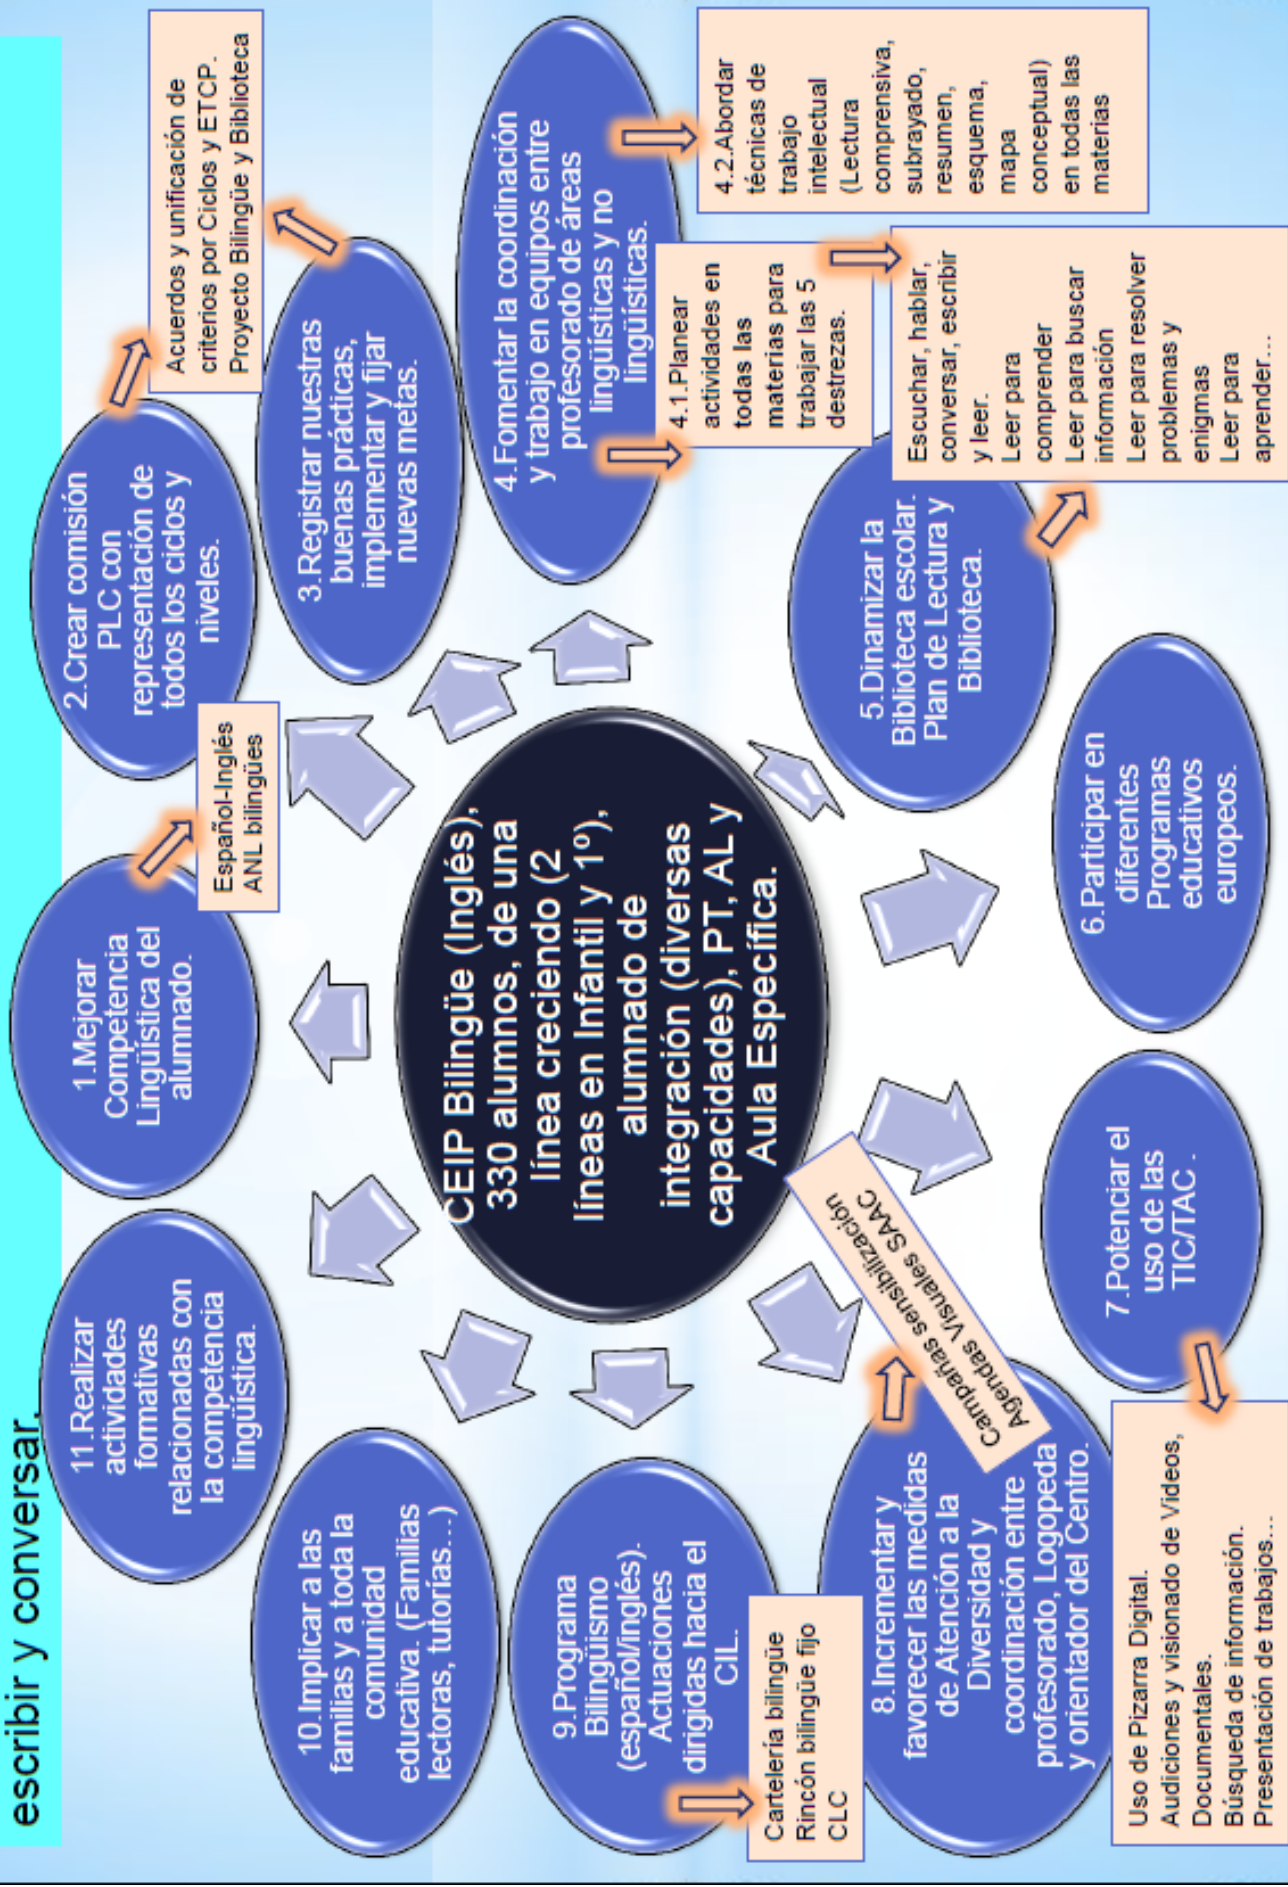 escribir y conversar.
CEIP Bilingüe (Inglés),
330 alumnos, de una
línea creciendo (2
líneas en Infantil y 1º),
alumnado de
integración (diversas
capacidades), PT, AL y
Aula Específica.
1.Mejorar
Competencia
Lingüística del
alumnado.
Español-Inglés
ANL bilingües
2.Crear comisión
PLC con
representación de
todos los ciclos y
niveles.
Acuerdos y unificación de
criterios por Ciclos y ETCP.
Proyecto Bilingüe y Biblioteca
3.Registrar nuestras
buenas prácticas,
implementar y fijar
nuevas metas.
4.Fomentar la coordinación
y trabajo en equipos entre
profesorado de áreas
lingüísticas y no
lingüísticas.
4.1.Planear
actividades en
todas las
materias para
trabajar las 5
destrezas.
4.2.Abordar
técnicas de
trabajo
intelectual
(Lectura
comprensiva,
subrayado,
resumen,
esquema,
mapa
conceptual)
en todas las
materias
Escuchar, hablar,
conversar, escribir
y leer.
Leer para
comprender
Leer para buscar
información
Leer para resolver
problemas y
enigmas
Leer para
aprender…
5.Dinamizar la
Biblioteca escolar.
Plan de Lectura y
Biblioteca.
6.Participar en
diferentes
Programas
educativos
europeos.
7.Potenciar el
uso de las
TIC/TAC .
Uso de Pizarra Digital.
Audiciones y visionado de Videos,
Documentales.
Búsqueda de información.
Presentación de trabajos…
8.Incrementar y
favorecer las medidas
de Atención a la
Diversidad y
coordinación entre
profesorado, Logopeda
y orientador del Centro.
Campañas sensibilización
Agendas Visuales SAAC
9.Programa
Bilingüismo
(español/inglés).
Actuaciones
dirigidas hacia el
CIL.
Cartelería bilingüe
Rincón bilingüe fijo
CLC
10.Implicar a las
familias y a toda la
comunidad
educativa. (Familias
lectoras, tutorías…)
11.Realizar
actividades
formativas
relacionadas con
la competencia
lingüística.